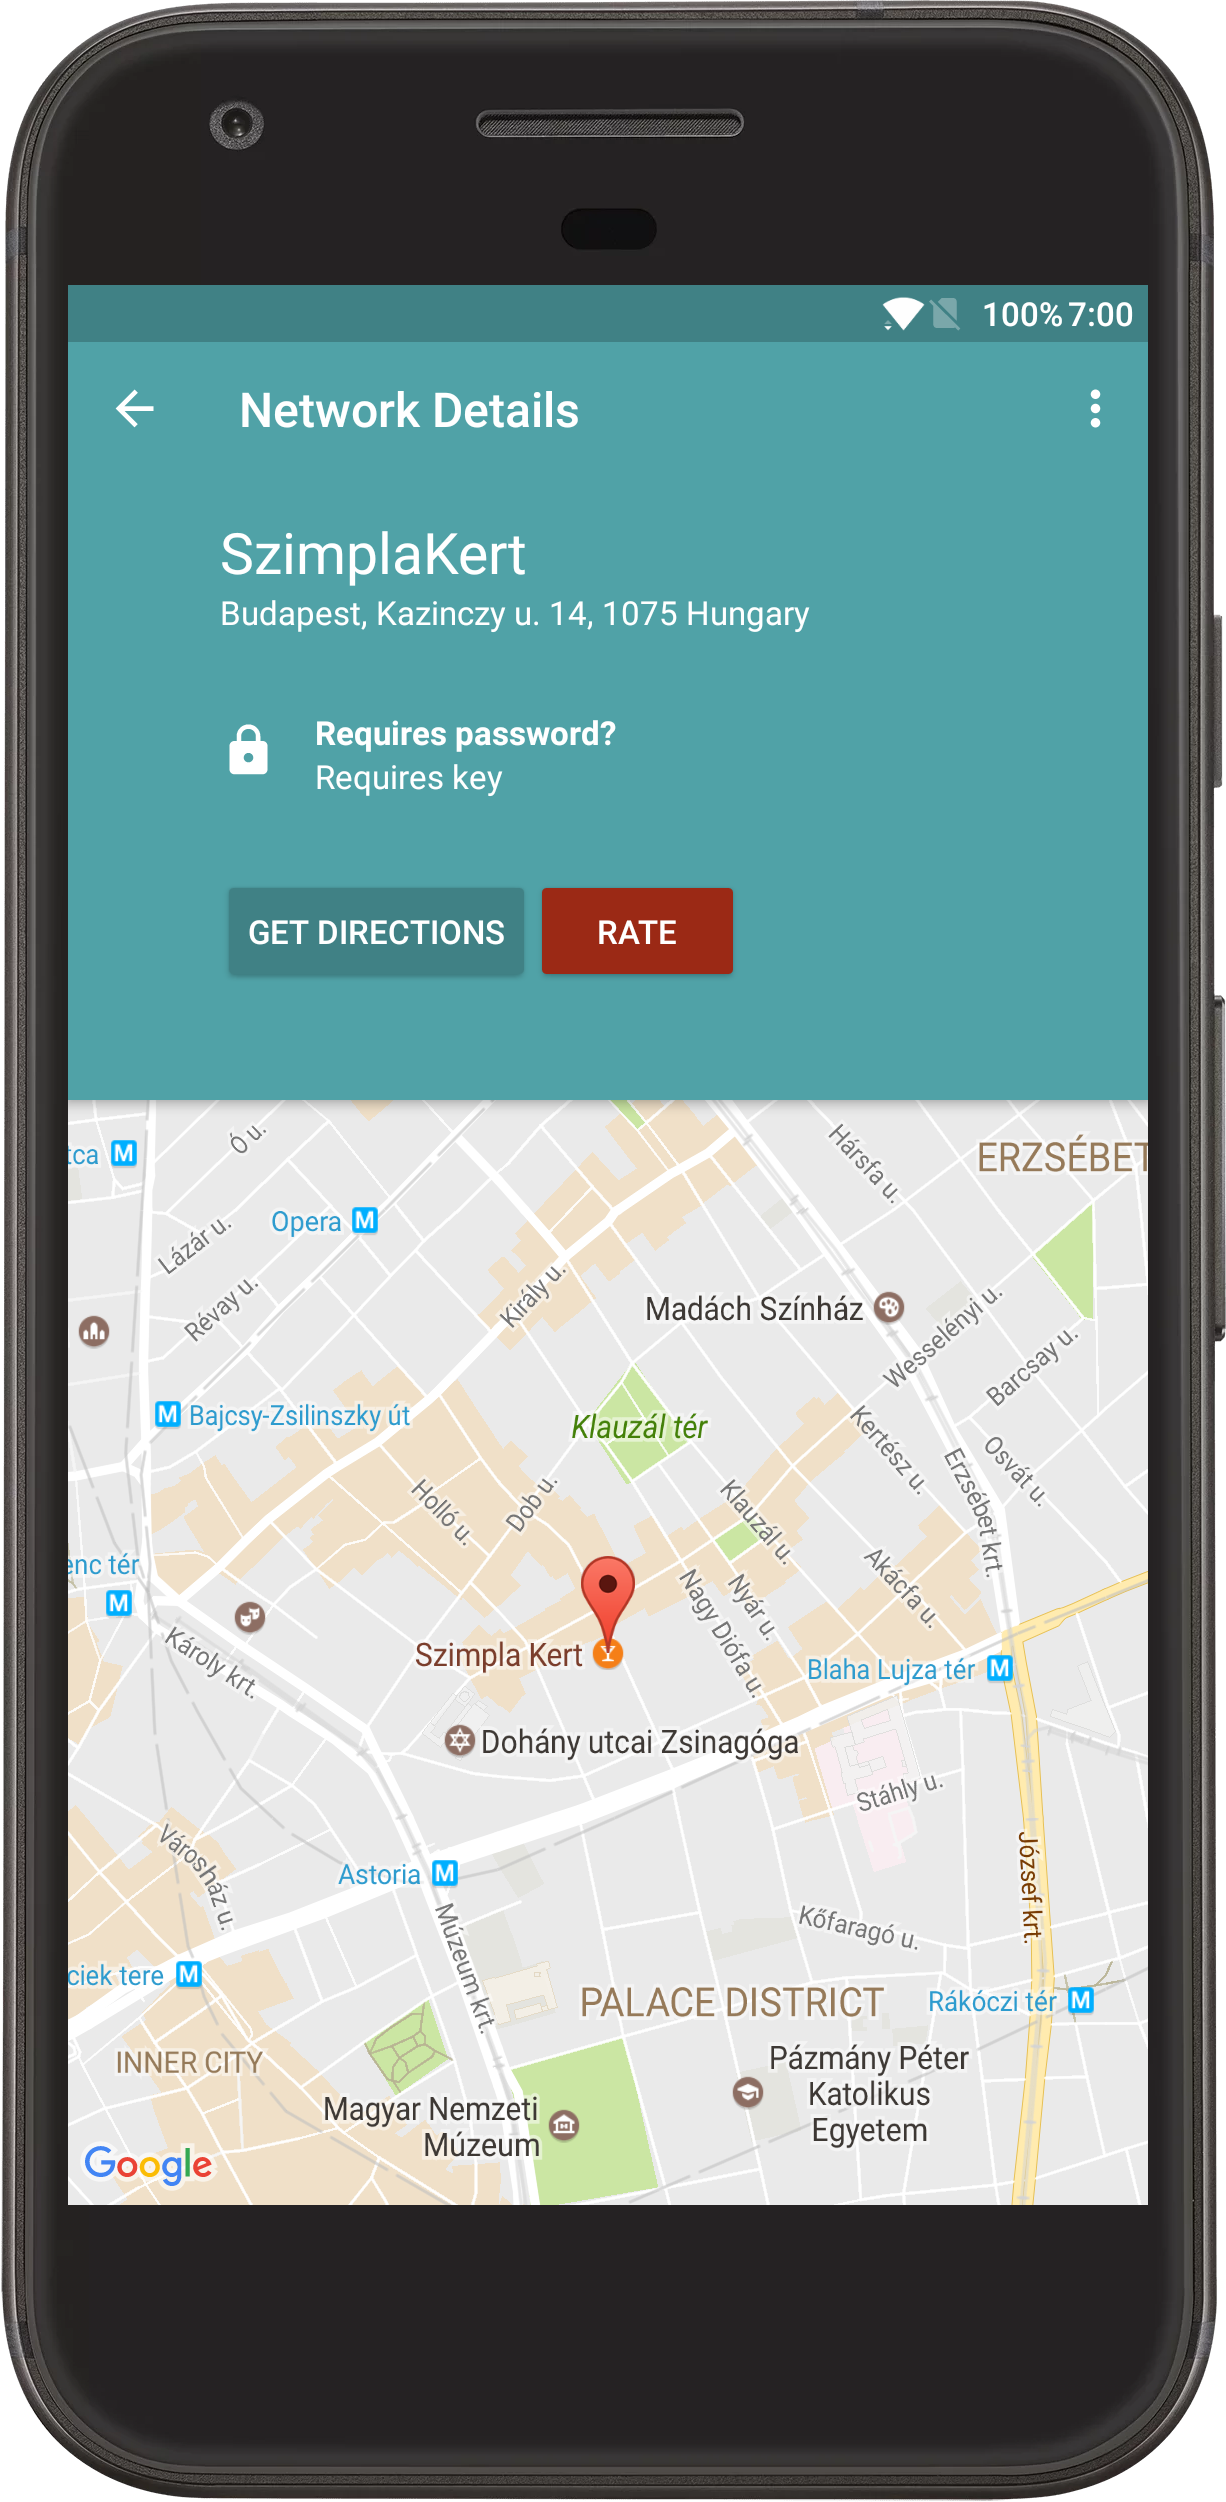 100% 7:00
Network Details
SzimplaKert
Budapest, Kazinczy u. 14, 1075 Hungary
Requires password?
Requires key
GET DIRECTIONS
RATE
tca M
Ó u.
Hársfa u.
ERZSÉBET
Lázár u.
Opera M
Révay u.
Király u.
Madách Színház
Wesselényi u.
Barcsay u.
M Bajcsy-Zsilinszky út
Klauzál tér
Kertész u.
Erzsébet krt.
Osvát u.
Holló u.
Dob u.
Klauzál u.
enc tér
M
Akácfa u.
Nagy Diófa u.
Nyár u.
Károly krt.
Szimpla Kert
Blaha Lujza tér M
Dohány utcai Zsinagóga
Stáhly u.
Városház u.
Astoria M
József krt.
Múzeum krt.
Kőfaragó u.
ciek tere M
PALACE DISTRICT
Rákóczi tér M
INNER CITY
Pázmány Péter
Katolikus
Egyetem
Magyar Nemzeti
Múzeum
Google